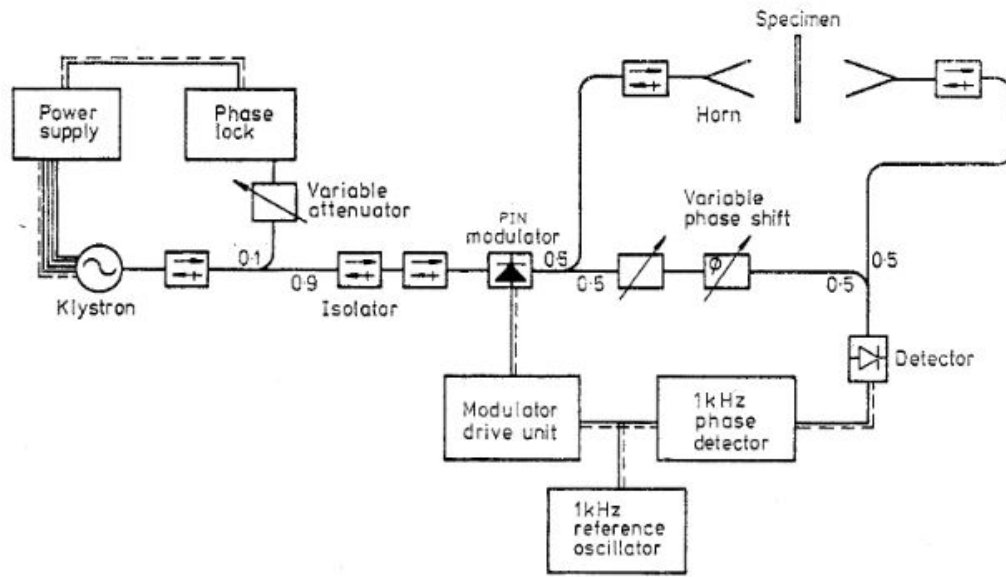 Specimen
Power
supply
Phase
lock
Horn
Variable
attenuator
Variable
phase shift
PIN
modulator
0·1
0·9
0·5
0·5
ϕ
0·5
0·5
Klystron
Isolator
Detector
Modulator
drive unit
1kHz
phase
detector
1kHz
reference
oscillator